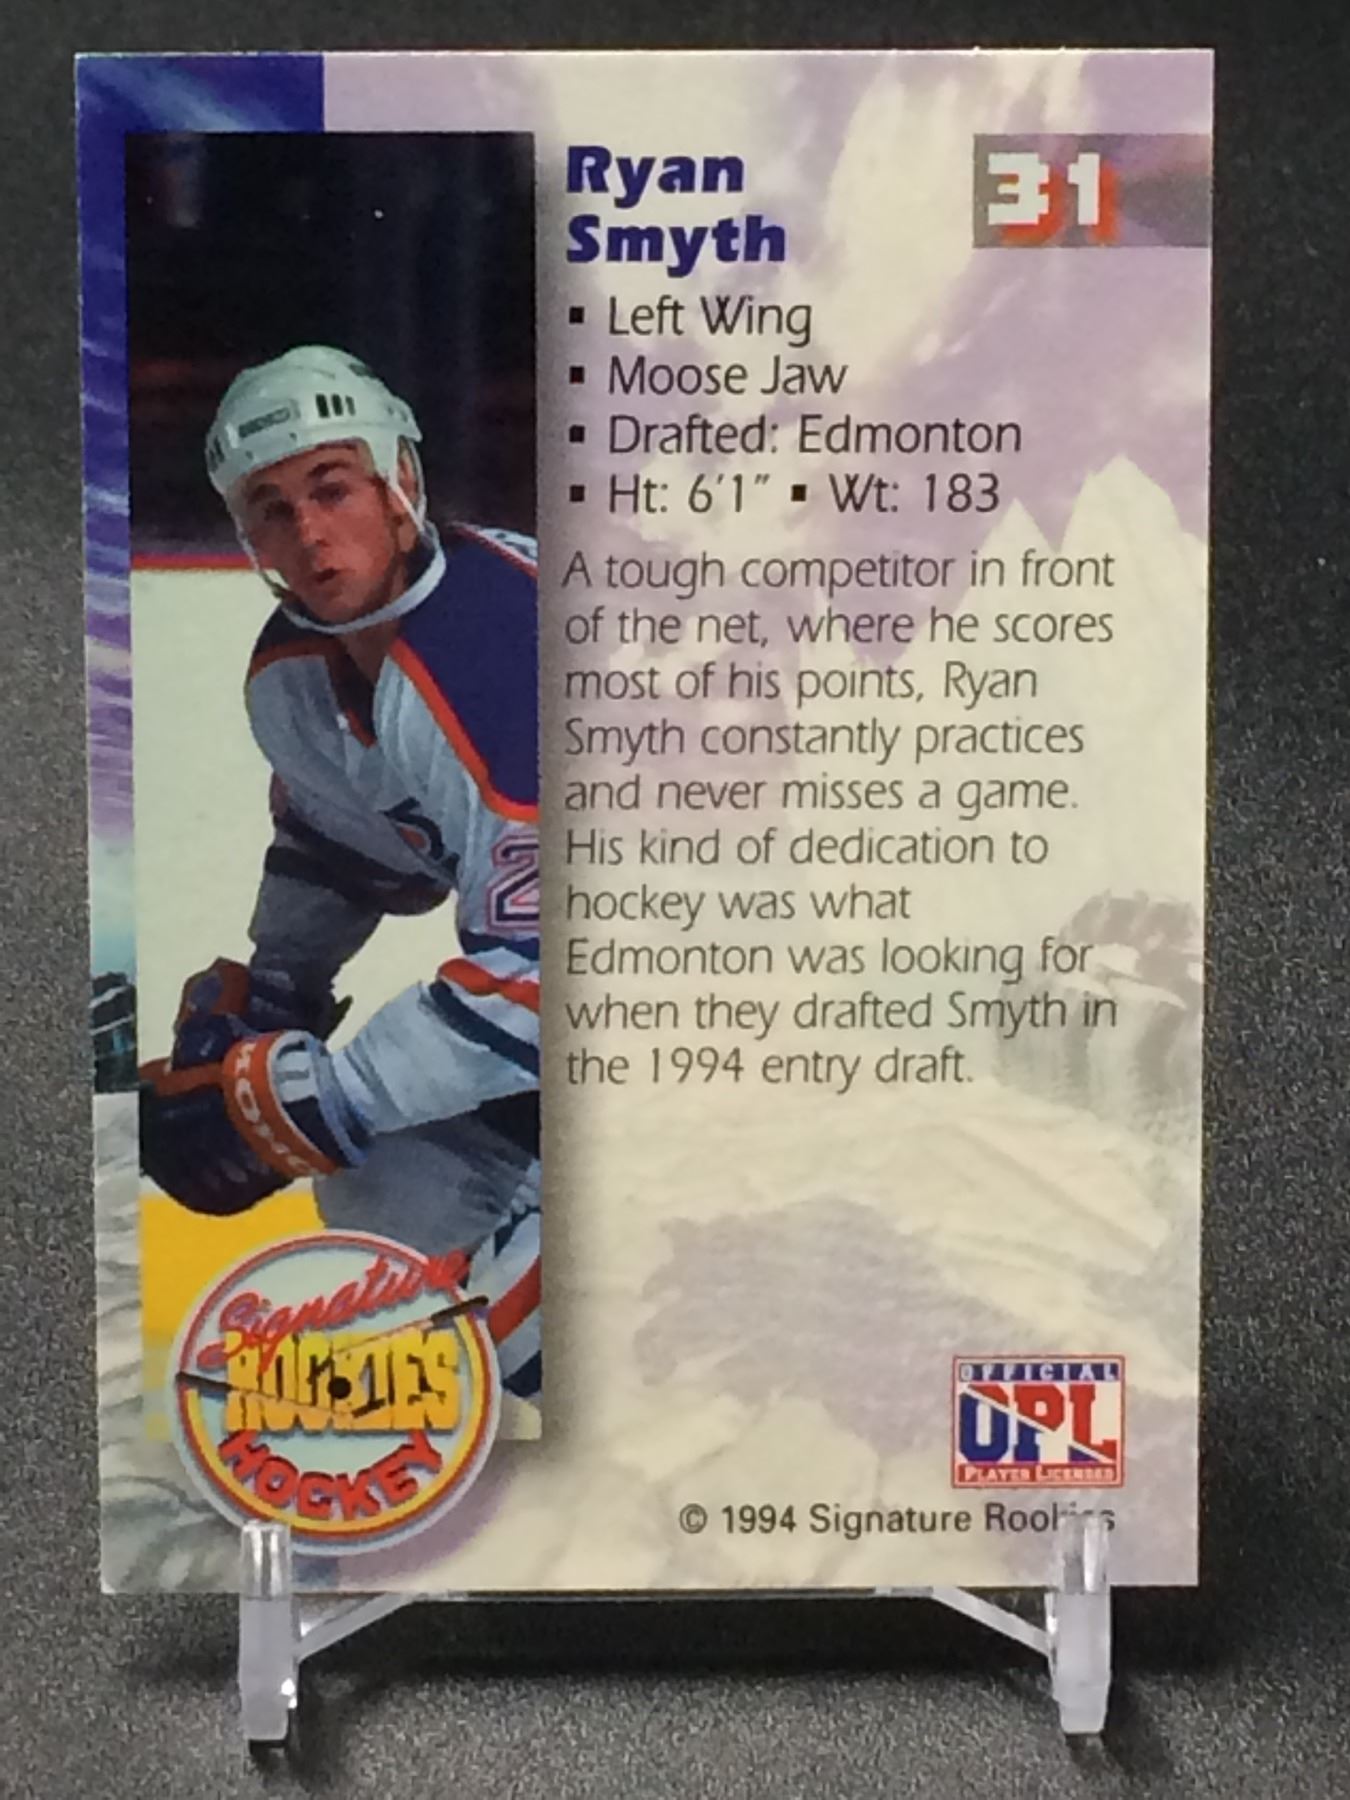 Ryan
Smyth
31
▪ Left Wing
▪ Moose Jaw
▪ Drafted: Edmonton
▪ Ht: 6'1" ▪ Wt: 183
A tough competitor in front
of the net, where he scores
most of his points, Ryan
Smyth constantly practices
and never misses a game.
His kind of dedication to
hockey was what
Edmonton was looking for
when they drafted Smyth in
the 1994 entry draft.
2
Signature
ROOKIES
HOCKEY
OFFICIAL
OPL
PLAYER LICENSED
© 1994 Signature Rookies